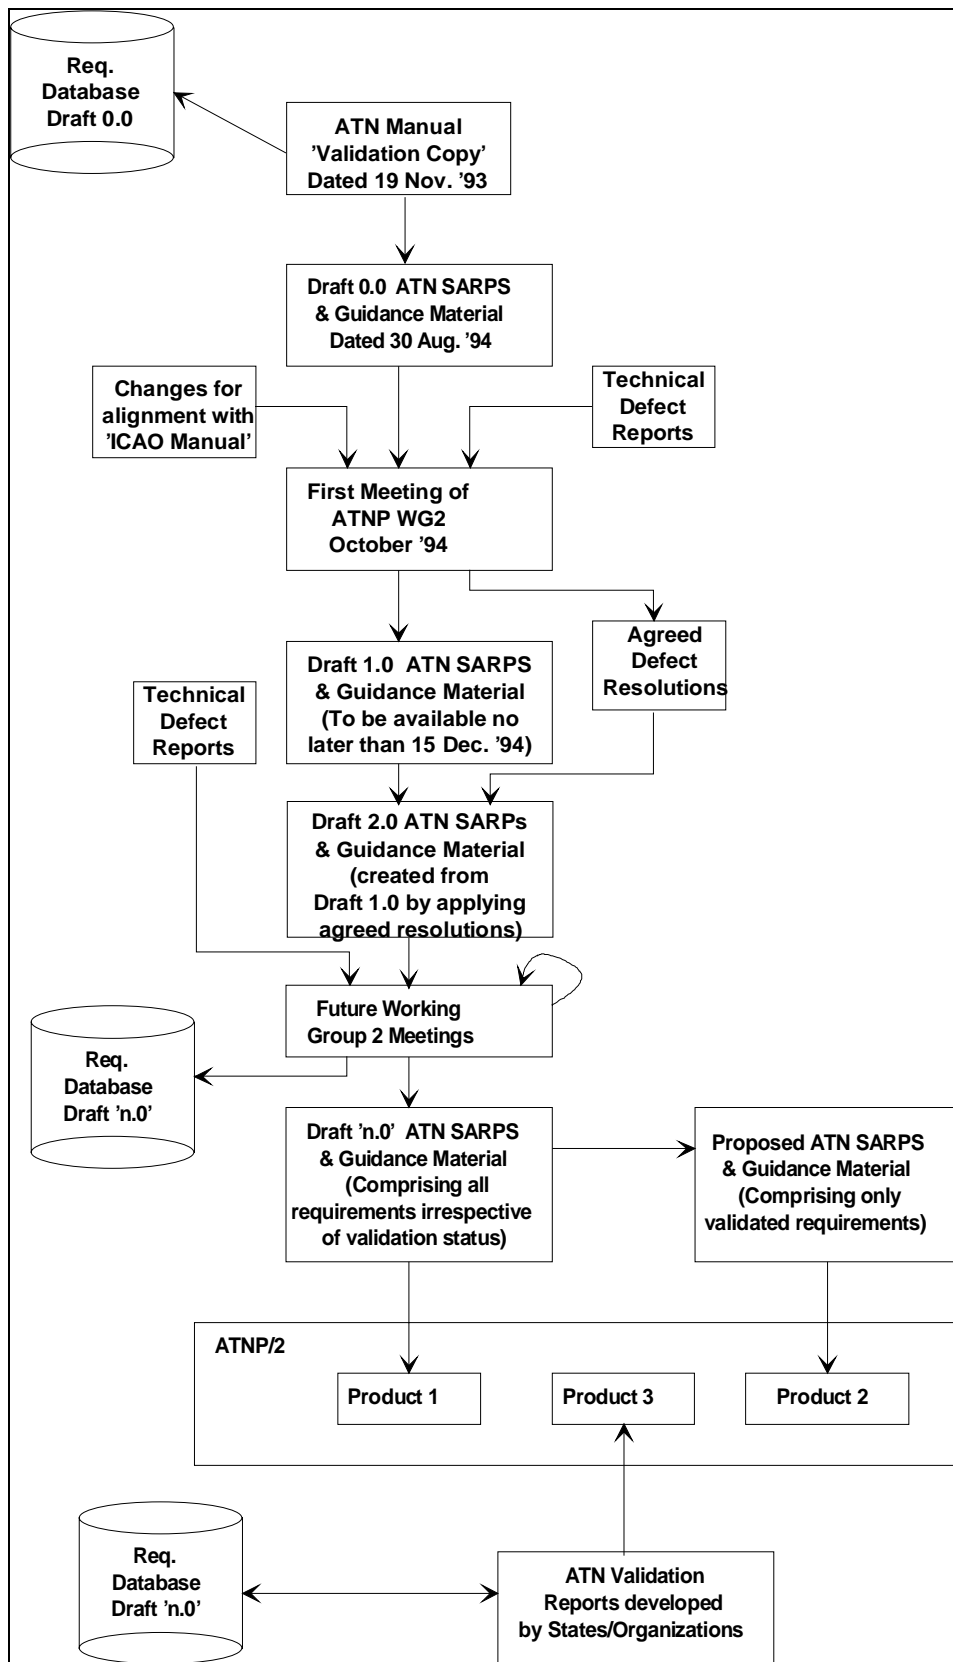 Req.
Database
Draft 0.0
ATN Manual
’Validation Copy’
Dated 19 Nov. ’93
Draft 0.0 ATN SARPS
& Guidance Material
Dated 30 Aug. ’94
Changes for
alignment with
’ICAO Manual’
Technical
Defect
Reports
First Meeting of
ATNP WG2
October ’94
Agreed
Defect
Resolutions
Draft 1.0 ATN SARPS
& Guidance Material
(To be available no
later than 15 Dec. ’94)
Technical
Defect
Reports
Draft 2.0 ATN SARPs
& Guidance Material
(created from
Draft 1.0 by applying
agreed resolutions)
Future Working
Group 2 Meetings
Req.
Database
Draft ’n.0’
Draft ’n.0’ ATN SARPS
& Guidance Material
(Comprising all
requirements irrespective
of validation status)
Proposed ATN SARPS
& Guidance Material
(Comprising only
validated requirements)
ATNP/2
Product 1
Product 3
Product 2
Req.
Database
Draft ’n.0’
ATN Validation
Reports developed
by States/Organizations